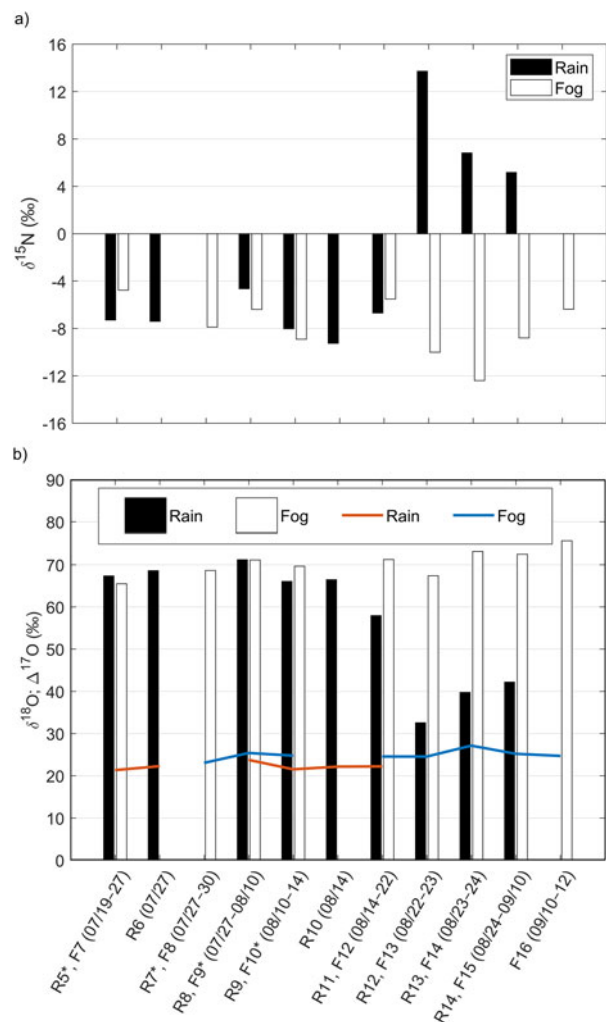 a)
16
12
8
4
0
-4
-8
-12
-16
δ¹⁵N (‰)
Rain
Fog
b)
90
80
70
60
50
40
30
20
10
0
δ¹⁸O; Δ¹⁷O (‰)
Rain
Fog
Rain
Fog
R5*, F7 (07/19–27)
R6 (07/27)
R7*, F8 (07/27–30)
R8, F9* (07/27–08/10)
R9, F10* (08/10–14)
R10 (08/14)
R11, F12 (08/14–22)
R12, F13 (08/22–23)
R13, F14 (08/23–24)
R14, F15 (08/24–09/10)
F16 (09/10–12)